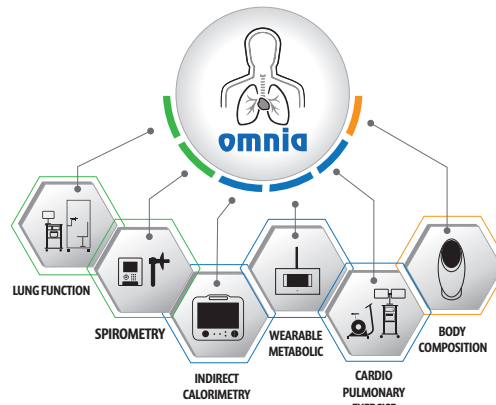 omnia
LUNG FUNCTION
SPIROMETRY
INDIRECT
CALORIMETRY
WEARABLE
METABOLIC
CARDIO
PULMONARY
BODY
COMPOSITION